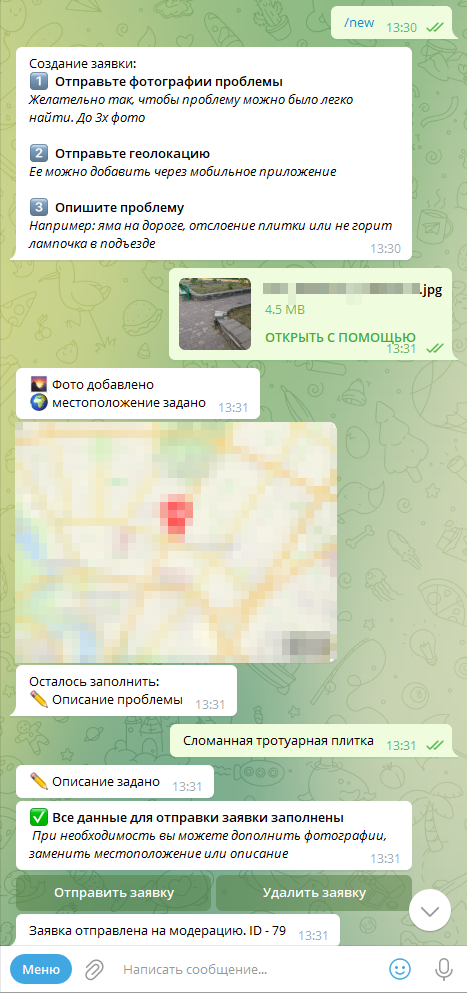 /new 13:30
Создание заявки:
1 Отправьте фотографии проблемы
Желательно так, чтобы проблему можно было легко
найти. До 3х фото
2 Отправьте геолокацию
Ее можно добавить через мобильное приложение
3 Опишите проблему
Например: яма на дороге, отслоение плитки или не горит
лампочка в подъезде
13:30
.jpg
4.5 MB
ОТКРЫТЬ С ПОМОЩЬЮ
13:31
Фото добавлено
местоположение задано 13:31
Осталось заполнить:
Описание проблемы 13:31
Сломанная тротуарная плитка 13:31
Описание задано 13:31
Все данные для отправки заявки заполнены
При необходимость вы можете дополнить фотографии,
заменить местоположение или описание
13:31
Отправить заявку
Удалить заявку
Заявка отправлена на модерацию. ID - 79 13:31
Меню Написать сообщение...